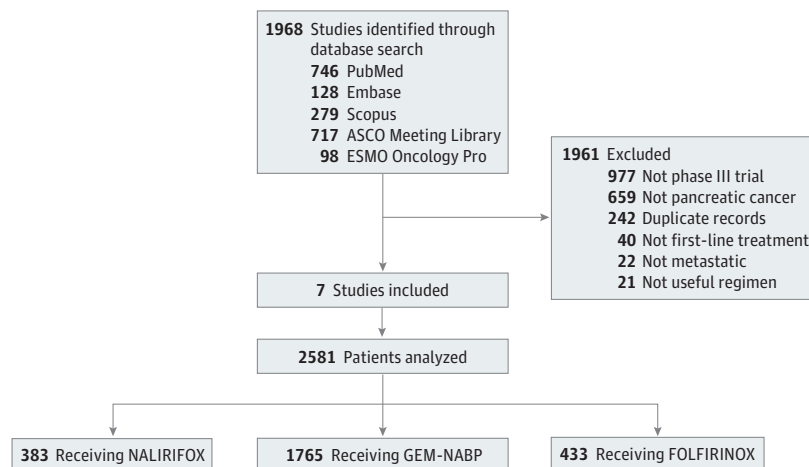 1968 Studies identified through
database search
746 PubMed
128 Embase
279 Scopus
717 ASCO Meeting Library
98 ESMO Oncology Pro
1961 Excluded
977 Not phase III trial
659 Not pancreatic cancer
242 Duplicate records
40 Not first-line treatment
22 Not metastatic
21 Not useful regimen
7 Studies included
2581 Patients analyzed
383 Receiving NALIRIFOX
1765 Receiving GEM-NABP
433 Receiving FOLFIRINOX